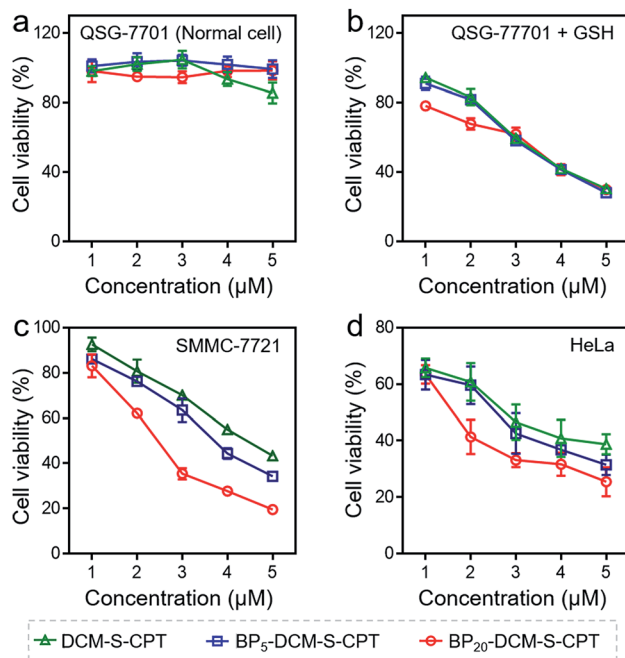 a
QSG-7701 (Normal cell)
Cell viability (%)
120
80
40
0
1 2 3 4 5
Concentration (μM)
b
QSG-77701 + GSH
Cell viability (%)
120
80
40
0
1 2 3 4 5
Concentration (μM)
c
SMMC-7721
Cell viability (%)
100
80
60
40
20
0
1 2 3 4 5
Concentration (μM)
d
HeLa
Cell viability (%)
80
60
40
20
0
1 2 3 4 5
Concentration (μM)
DCM-S-CPT BP₅-DCM-S-CPT BP₂₀-DCM-S-CPT